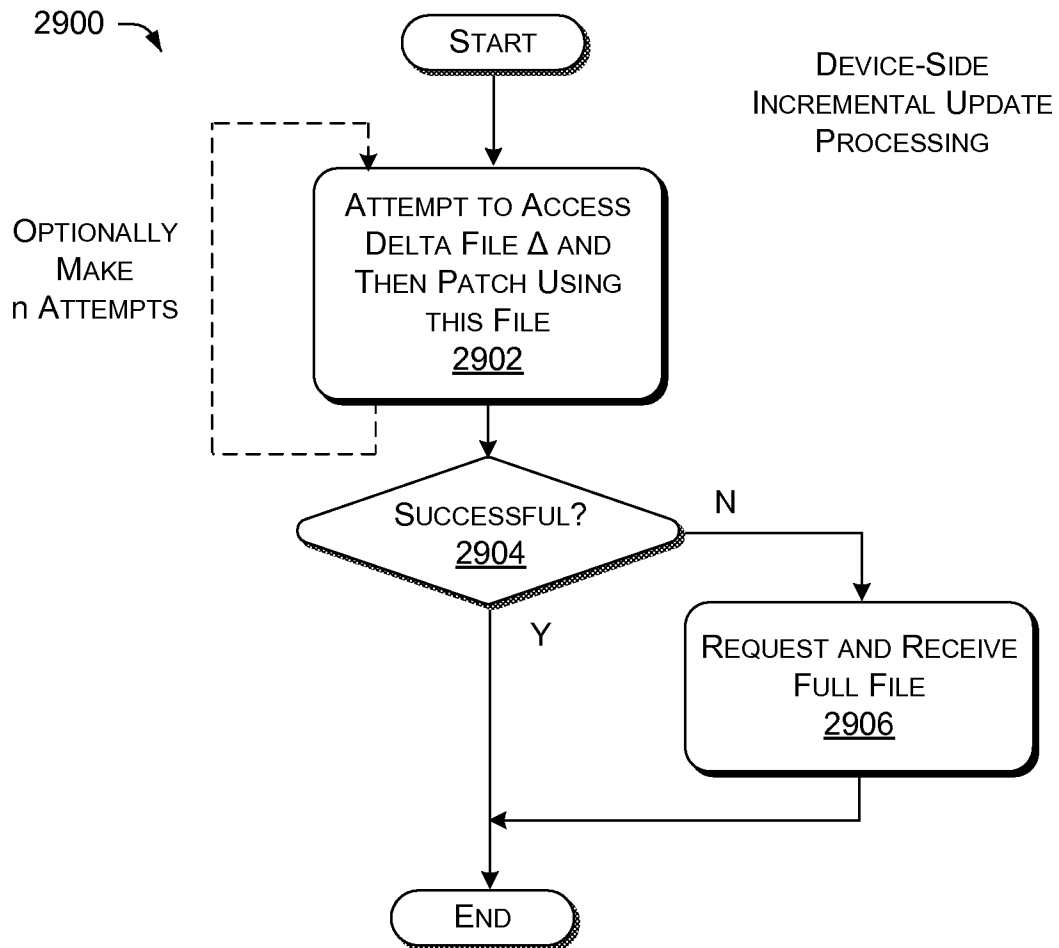 2900
START
DEVICE-SIDE
INCREMENTAL UPDATE
PROCESSING
OPTIONALLY
MAKE
n ATTEMPTS
ATTEMPT TO ACCESS
DELTA FILE Δ AND
THEN PATCH USING
THIS FILE
2902
SUCCESSFUL?
2904
N
Y
REQUEST AND RECEIVE
FULL FILE
2906
END